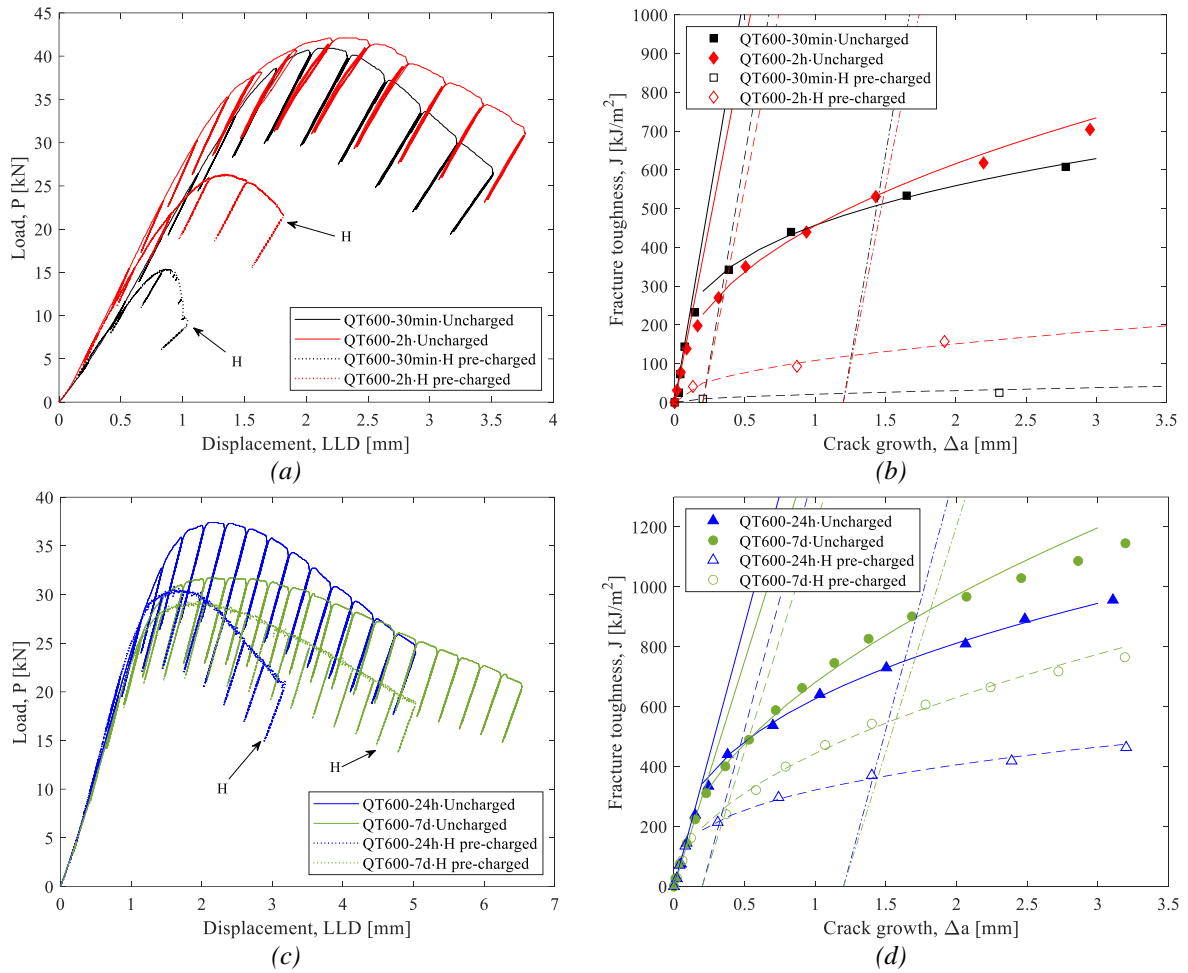 Load, P [kN]
40
35
30
25
20
15
10
5
0
H
H
QT600-30min·Uncharged
QT600-2h·Uncharged
QT600-30min·H pre-charged
QT600-2h·H pre-charged
0 0.5 1 1.5 2 2.5 3 3.5 4
Displacement, LLD [mm]
(a)
Fracture toughness, J [kJ/m²]
1000
900
800
700
600
500
400
300
200
100
0
QT600-30min·Uncharged
QT600-2h·Uncharged
QT600-30min·H pre-charged
QT600-2h·H pre-charged
0 0.5 1 1.5 2 2.5 3 3.5
Crack growth, Δa [mm]
(b)
Load, P [kN]
40
35
30
25
20
15
10
5
0
H
H
QT600-24h·Uncharged
QT600-7d·Uncharged
QT600-24h·H pre-charged
QT600-7d·H pre-charged
0 1 2 3 4 5 6 7
Displacement, LLD [mm]
(c)
Fracture toughness, J [kJ/m²]
1200
1000
800
600
400
200
0
QT600-24h·Uncharged
QT600-7d·Uncharged
QT600-24h·H pre-charged
QT600-7d·H pre-charged
0 0.5 1 1.5 2 2.5 3 3.5
Crack growth, Δa [mm]
(d)